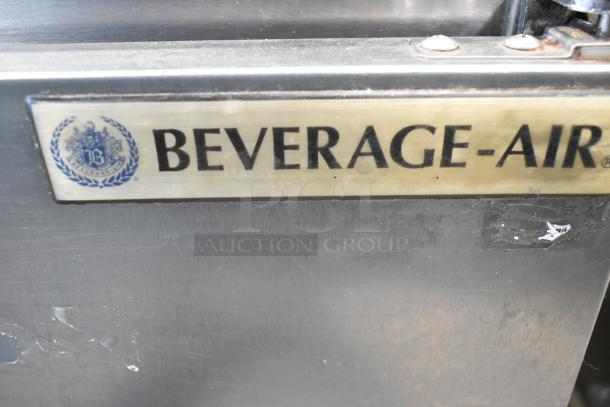 B
BEVERAGE-AIR®
PCI
AUCTION GROUP